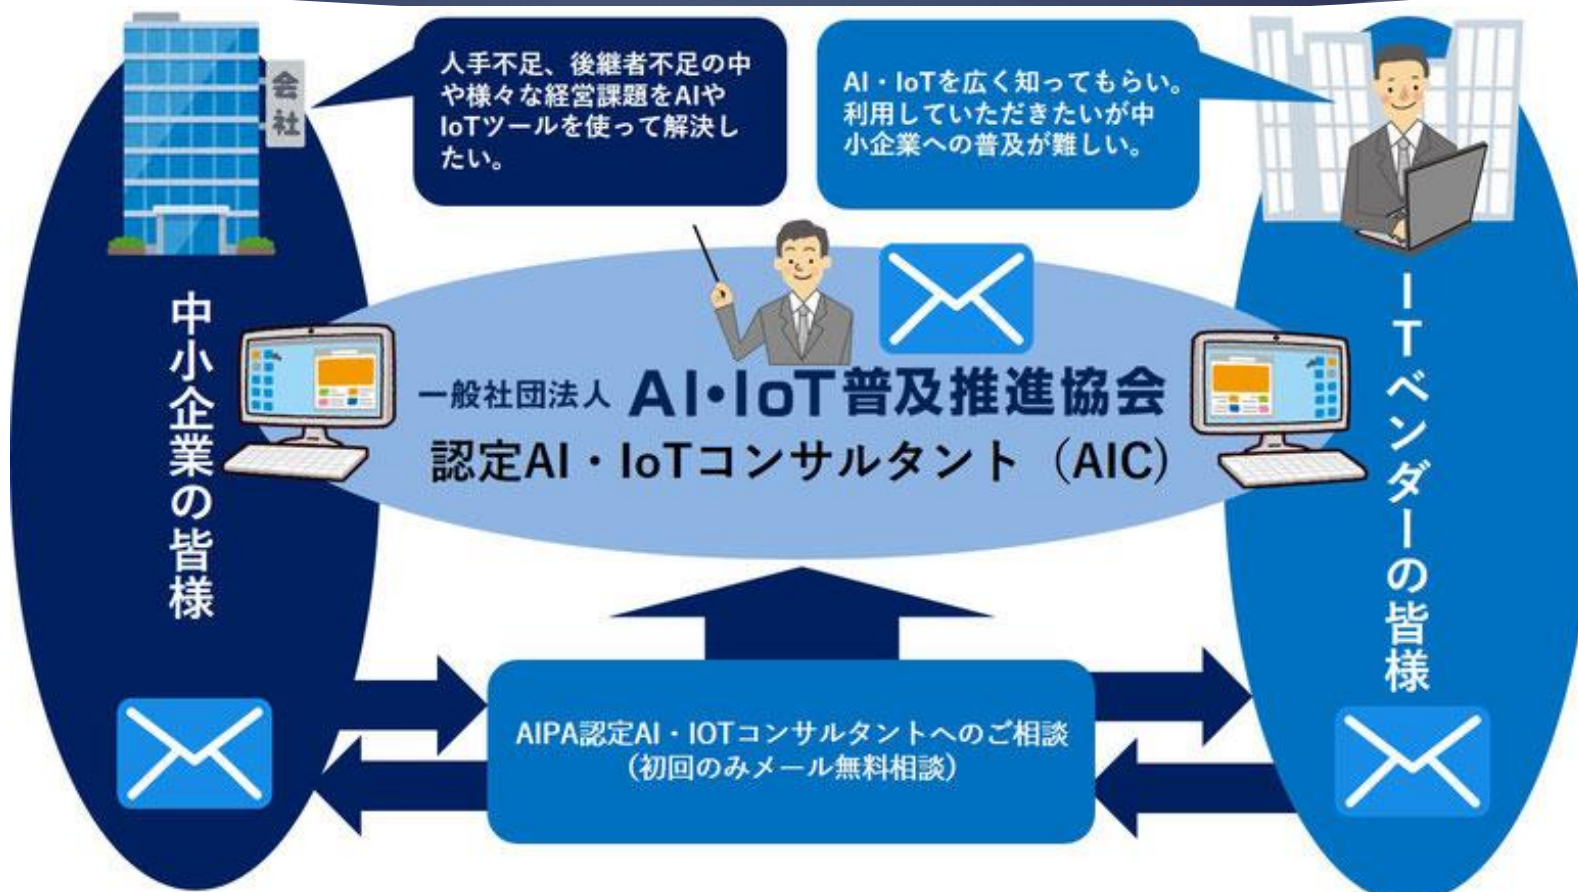 会社
人手不足、後継者不足の中
や様々な経営課題をAIや
IoTツールを使って解決し
たい。
AI・IoTを広く知ってもらい。
利用していただきたいが中
小企業への普及が難しい。
中小企業の皆様
一般社団法人 AI・IoT普及推進協会
認定AI・IoTコンサルタント（AIC）
ITベンダーの皆様
AIPA認定AI・IOTコンサルタントへのご相談
（初回のみメール無料相談）